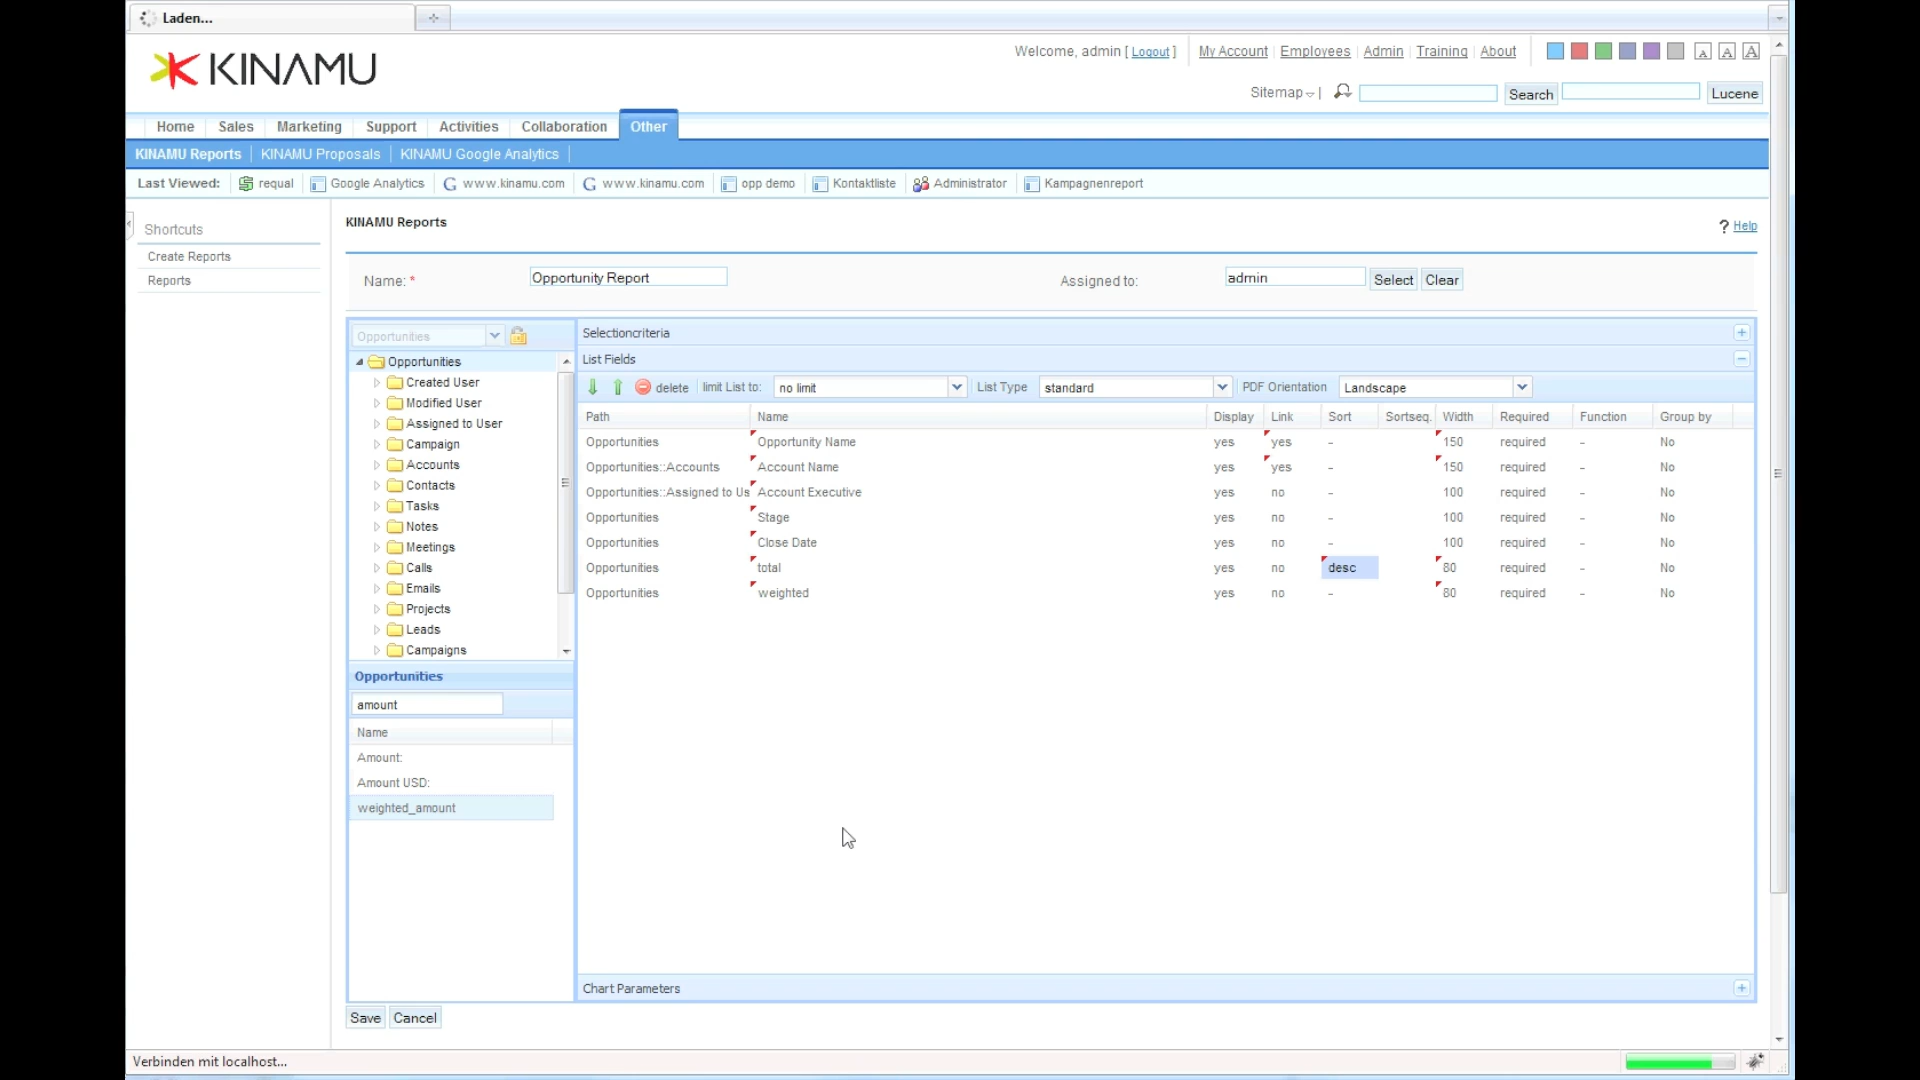 Laden...
KINAMU
Welcome, admin [ Logout ] My Account Employees Admin Training About A A A
Sitemap | Search Lucene
Home Sales Marketing Support Activities Collaboration Other
KINAMU Reports KINAMU Proposals KINAMU Google Analytics
Last Viewed: requal Google Analytics www.kinamu.com www.kinamu.com opp demo Kontaktliste Administrator Kampagnenreport
Shortcuts
Create Reports
Reports
KINAMU Reports
? Help
Name: * Opportunity Report Assigned to: admin Select Clear
Opportunities
Opportunities
Created User
Modified User
Assigned to User
Campaign
Accounts
Contacts
Tasks
Notes
Meetings
Calls
Emails
Projects
Leads
Campaigns
Opportunities
amount
Name
Amount:
Amount USD:
weighted_amount
Selectioncriteria
List Fields
delete limit List to: no limit List Type standard PDF Orientation Landscape
Path Name Display Link Sort Sortseq. Width Required Function Group by
Opportunities Opportunity Name yes yes - 150 required - No
Opportunities::Accounts Account Name yes yes - 150 required - No
Opportunities::Assigned to Us Account Executive yes no - 100 required - No
Opportunities Stage yes no - 100 required - No
Opportunities Close Date yes no - 100 required - No
Opportunities total yes no desc 80 required - No
Opportunities weighted yes no - 80 required - No
Chart Parameters
Save Cancel
Verbinden mit localhost...